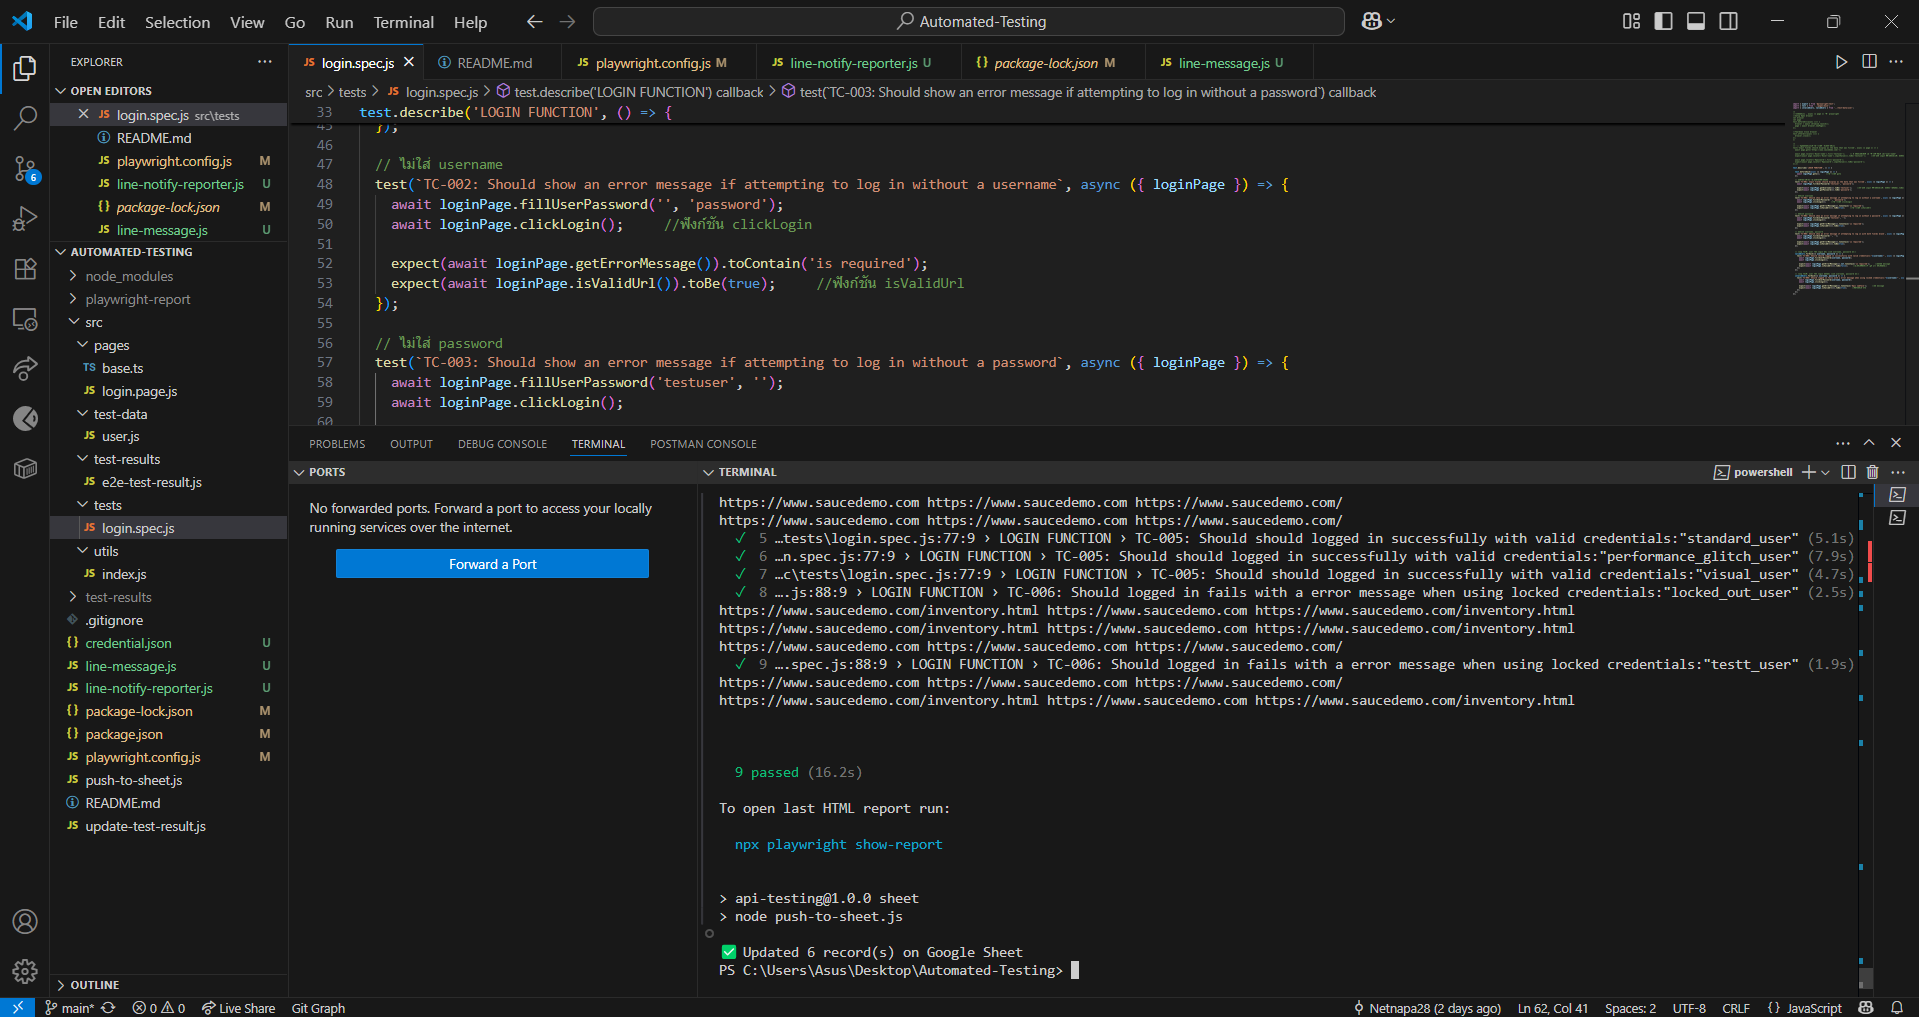 File Edit Selection View Go Run Terminal Help
Automated-Testing
EXPLORER
OPEN EDITORS
login.spec.js src\tests
README.md
playwright.config.js M
line-notify-reporter.js U
package-lock.json M
line-message.js U
AUTOMATED-TESTING
node_modules
playwright-report
src
pages
TS base.ts
JS login.page.js
test-data
JS user.js
test-results
JS e2e-test-result.js
tests
JS login.spec.js
utils
JS index.js
test-results
.gitignore
{} credential.json U
JS line-message.js U
JS line-notify-reporter.js U
{} package-lock.json M
{} package.json M
JS playwright.config.js M
JS push-to-sheet.js
README.md
JS update-test-result.js
OUTLINE
JS login.spec.js README.md JS playwright.config.js M JS line-notify-reporter.js U {} package-lock.json M JS line-message.js U
src > tests > JS login.spec.js > test.describe('LOGIN FUNCTION') callback > test(`TC-003: Should show an error message if attempting to log in without a password`) callback
33 test.describe('LOGIN FUNCTION', () => {
45 });
46
47 // ไม่ใส่ username
48 test(`TC-002: Should show an error message if attempting to log in without a username`, async ({ loginPage }) => {
49 await loginPage.fillUserPassword('', 'password');
50 await loginPage.clickLogin(); //ฟังก์ชัน clickLogin
51
52 expect(await loginPage.getErrorMessage()).toContain('is required');
53 expect(await loginPage.isValidUrl()).toBe(true); //ฟังก์ชัน isValidUrl
54 });
55
56 // ไม่ใส่ password
57 test(`TC-003: Should show an error message if attempting to log in without a password`, async ({ loginPage }) => {
58 await loginPage.fillUserPassword('testuser', '');
59 await loginPage.clickLogin();
60
PROBLEMS OUTPUT DEBUG CONSOLE TERMINAL POSTMAN CONSOLE
PORTS
No forwarded ports. Forward a port to access your locally
running services over the internet.
Forward a Port
TERMINAL
powershell
https://www.saucedemo.com https://www.saucedemo.com https://www.saucedemo.com/
https://www.saucedemo.com https://www.saucedemo.com https://www.saucedemo.com/
✓ 5 …tests\login.spec.js:77:9 › LOGIN FUNCTION › TC-005: Should should logged in successfully with valid credentials:"standard_user" (5.1s)
✓ 6 …n.spec.js:77:9 › LOGIN FUNCTION › TC-005: Should should logged in successfully with valid credentials:"performance_glitch_user" (7.9s)
✓ 7 …c\tests\login.spec.js:77:9 › LOGIN FUNCTION › TC-005: Should should logged in successfully with valid credentials:"visual_user" (4.7s)
✓ 8 ….js:88:9 › LOGIN FUNCTION › TC-006: Should logged in fails with a error message when using locked credentials:"locked_out_user" (2.5s)
https://www.saucedemo.com/inventory.html https://www.saucedemo.com https://www.saucedemo.com/inventory.html
https://www.saucedemo.com/inventory.html https://www.saucedemo.com https://www.saucedemo.com/inventory.html
https://www.saucedemo.com https://www.saucedemo.com https://www.saucedemo.com/
✓ 9 ….spec.js:88:9 › LOGIN FUNCTION › TC-006: Should logged in fails with a error message when using locked credentials:"testt_user" (1.9s)
https://www.saucedemo.com https://www.saucedemo.com https://www.saucedemo.com/
https://www.saucedemo.com/inventory.html https://www.saucedemo.com https://www.saucedemo.com/inventory.html
9 passed (16.2s)
To open last HTML report run:
npx playwright show-report
> api-testing@1.0.0 sheet
> node push-to-sheet.js
✅ Updated 6 record(s) on Google Sheet
PS C:\Users\Asus\Desktop\Automated-Testing>
main* 0 0 Live Share Git Graph
Netnapa28 (2 days ago) Ln 62, Col 41 Spaces: 2 UTF-8 CRLF {} JavaScript